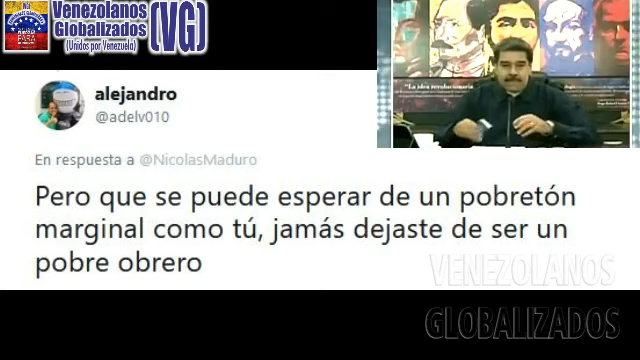 Venezolanos
Globalizados
(Unidos por Venezuela)
(VG)
alejandro
@adelv010
En respuesta a @NicolasMaduro
Pero que se puede esperar de un pobretón
marginal como tú, jamás dejaste de ser un
pobre obrero
"La idea revolucionaria
VENEZOLANOS
GLOBALIZADOS